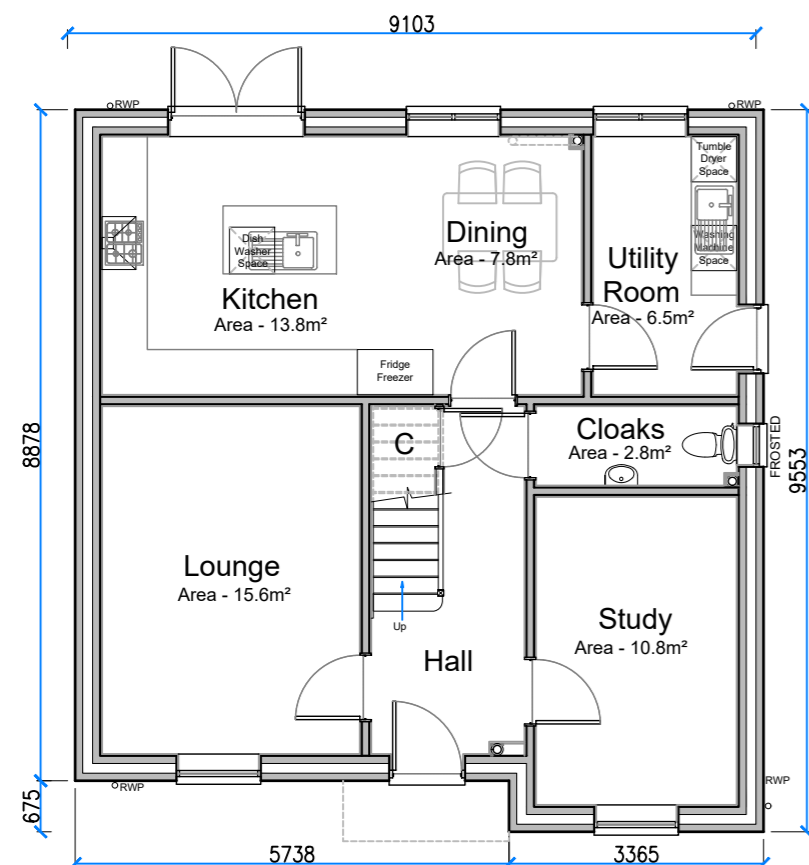 9103
RWP
RWP
Tumble
Dryer
Space
Dining
Area - 7.8m²
Dish
Washer
Space
Washing
Machine
Space
Utility
Room
Area - 6.5m²
Kitchen
Area - 13.8m²
Fridge
Freezer
8878
C
Cloaks
Area - 2.8m²
FROSTED
9553
Lounge
Area - 15.6m²
Study
Area - 10.8m²
Up
Hall
RWP
RWP
675
5738
3365